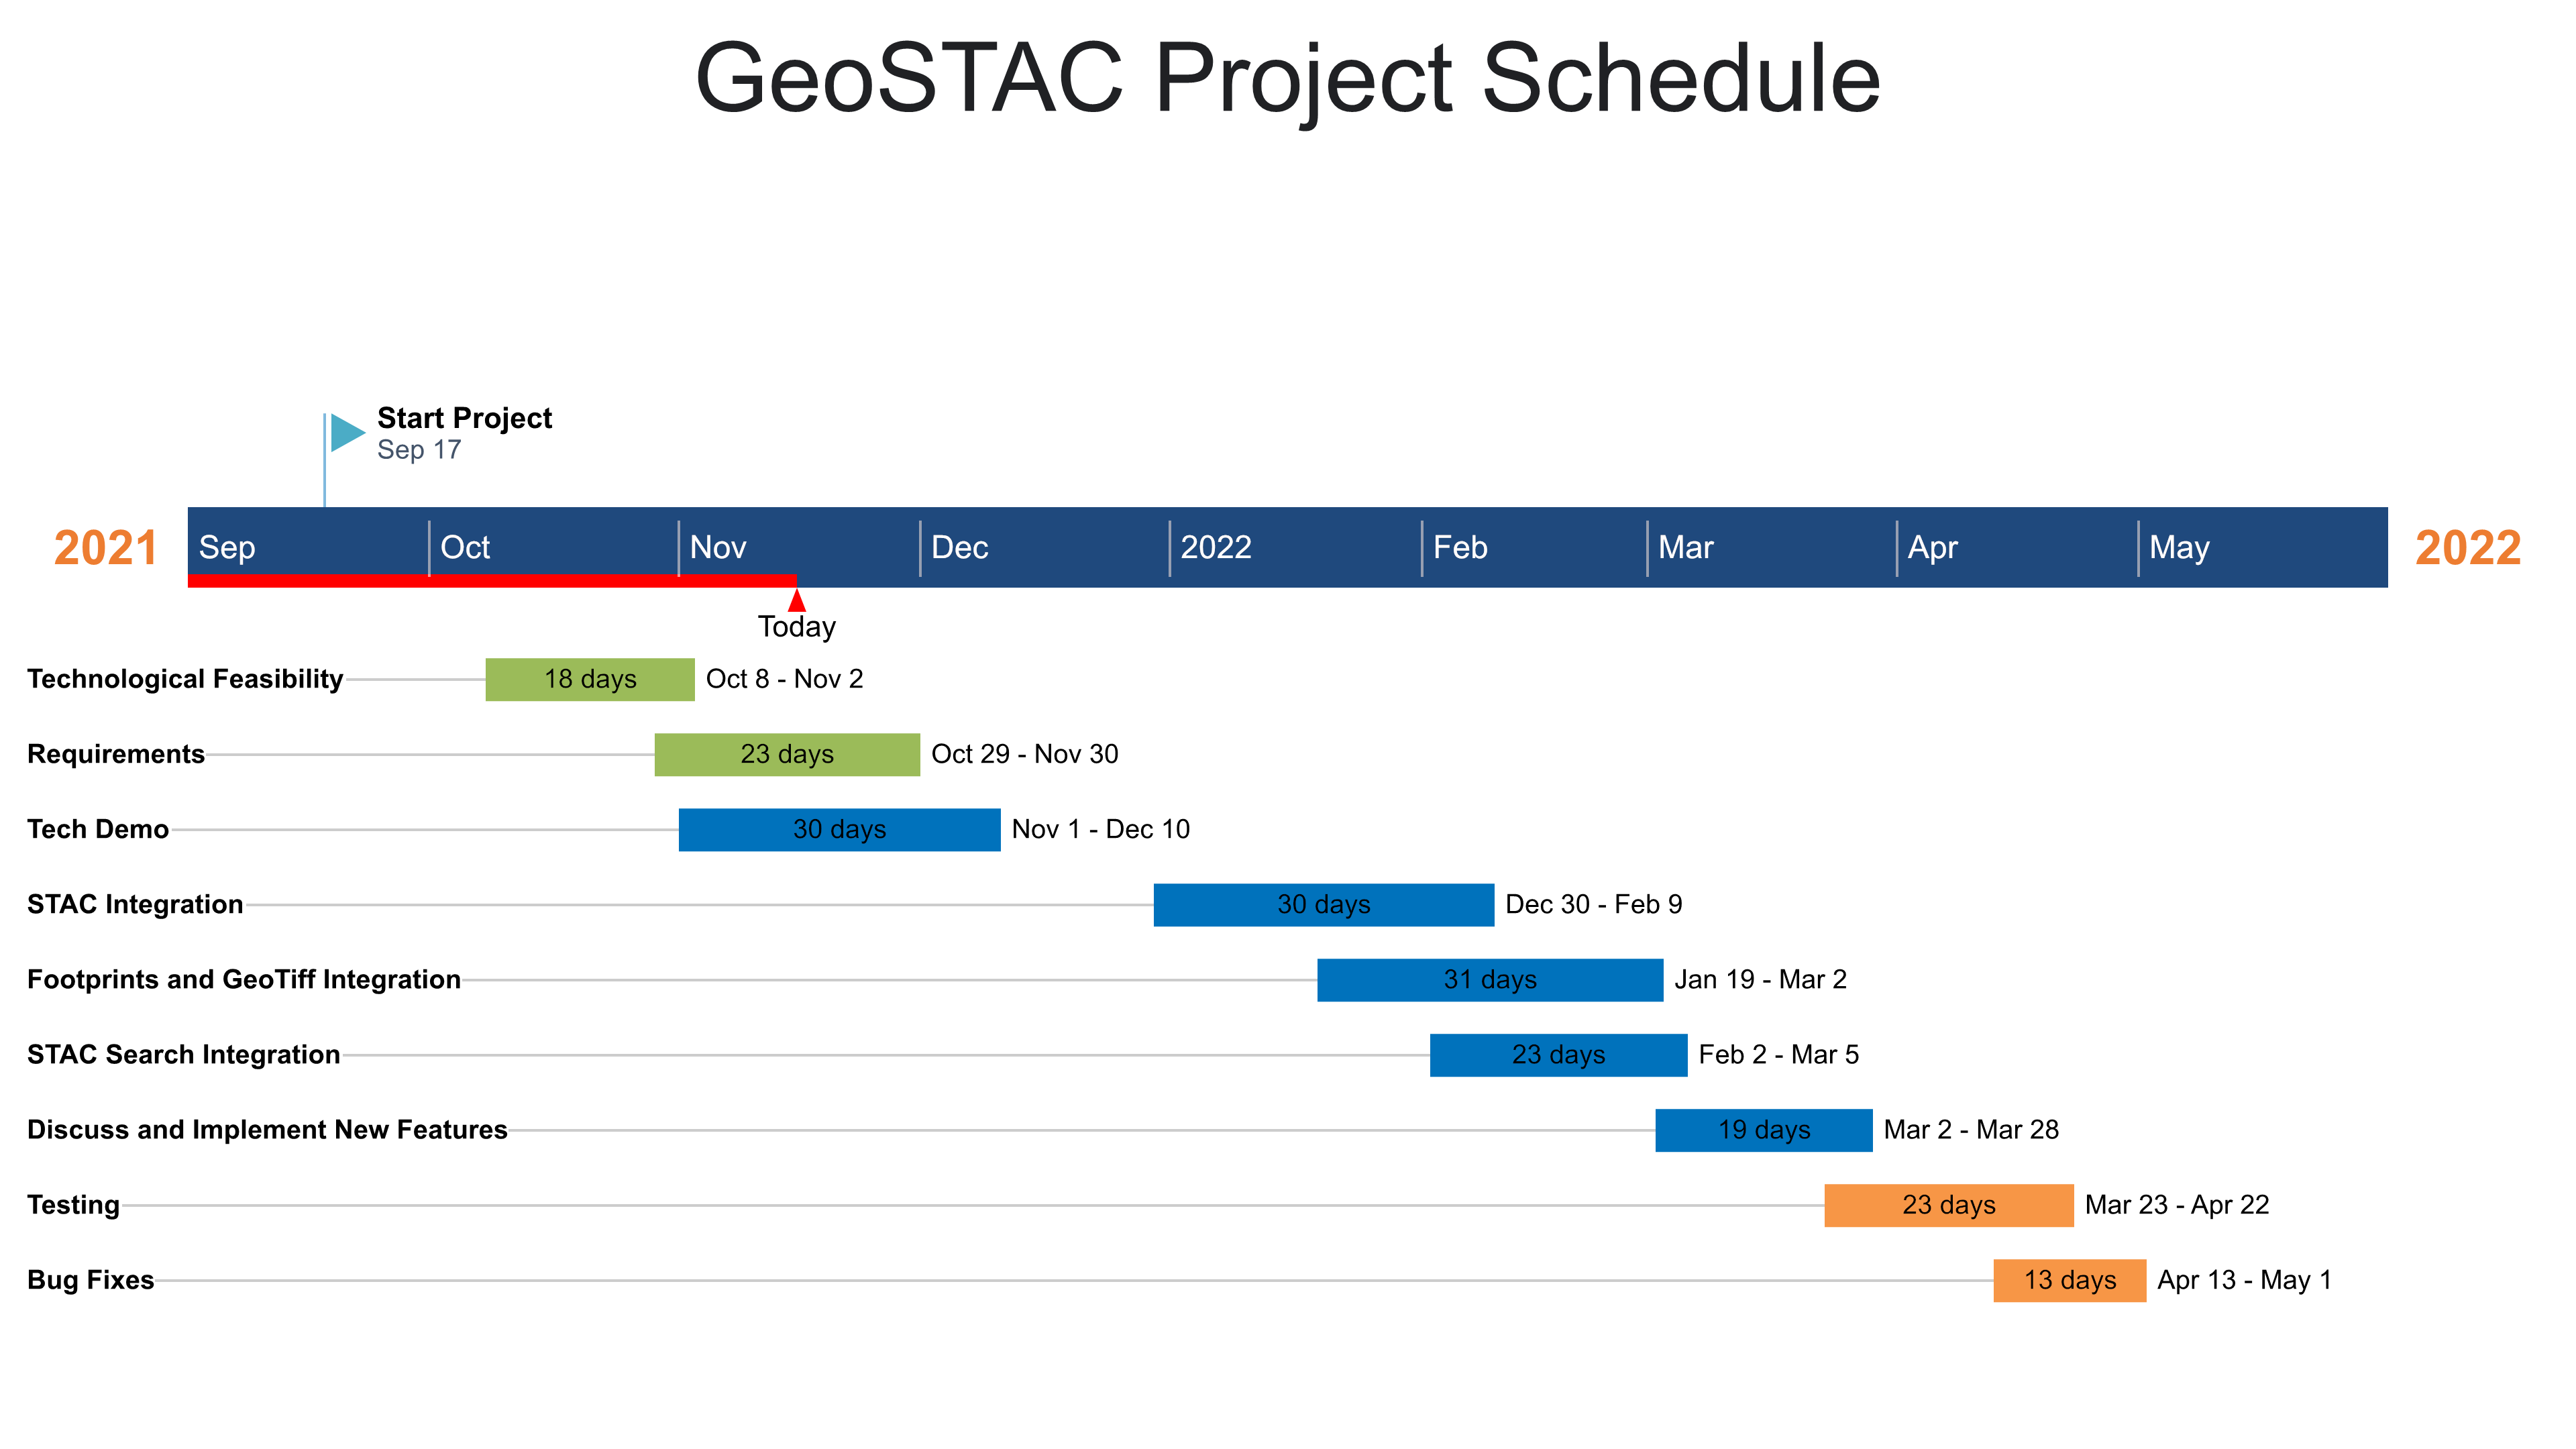 GeoSTAC Project Schedule
Start Project
Sep 17
2021 Sep Oct Nov Dec 2022 Feb Mar Apr May 2022
Today
Technological Feasibility 18 days Oct 8 - Nov 2
Requirements 23 days Oct 29 - Nov 30
Tech Demo 30 days Nov 1 - Dec 10
STAC Integration 30 days Dec 30 - Feb 9
Footprints and GeoTiff Integration 31 days Jan 19 - Mar 2
STAC Search Integration 23 days Feb 2 - Mar 5
Discuss and Implement New Features 19 days Mar 2 - Mar 28
Testing 23 days Mar 23 - Apr 22
Bug Fixes 13 days Apr 13 - May 1